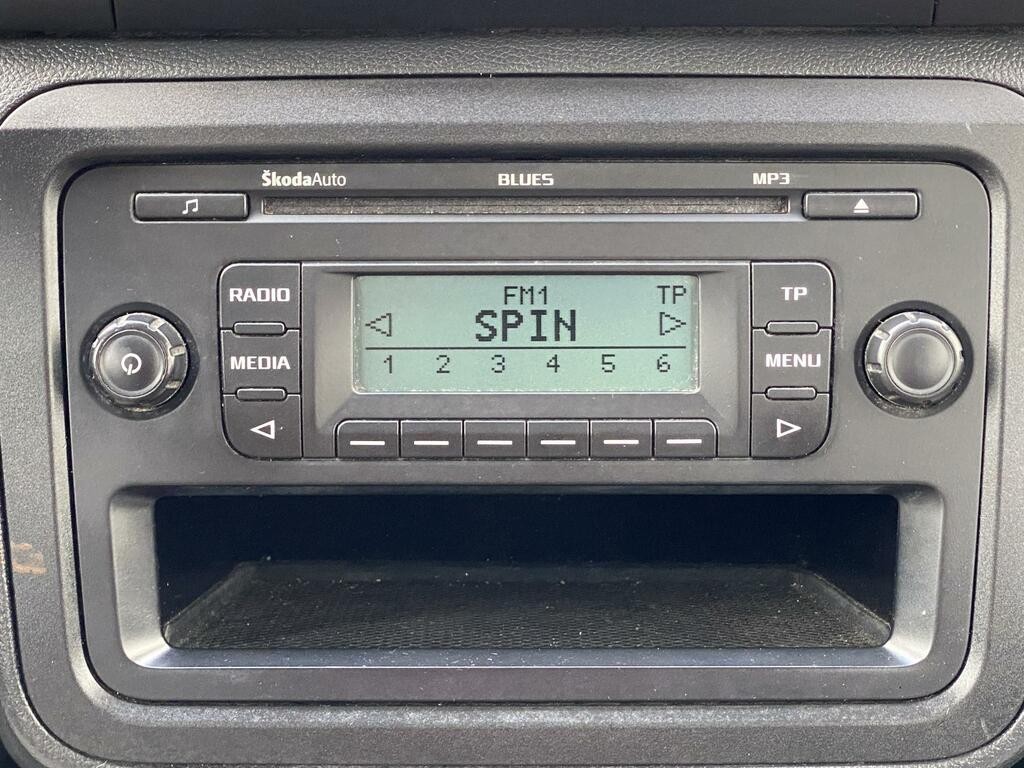 ŠkodaAuto BLUES MP3
RADIO
MEDIA
FM1 TP
SPIN
1 2 3 4 5 6
TP
MENU